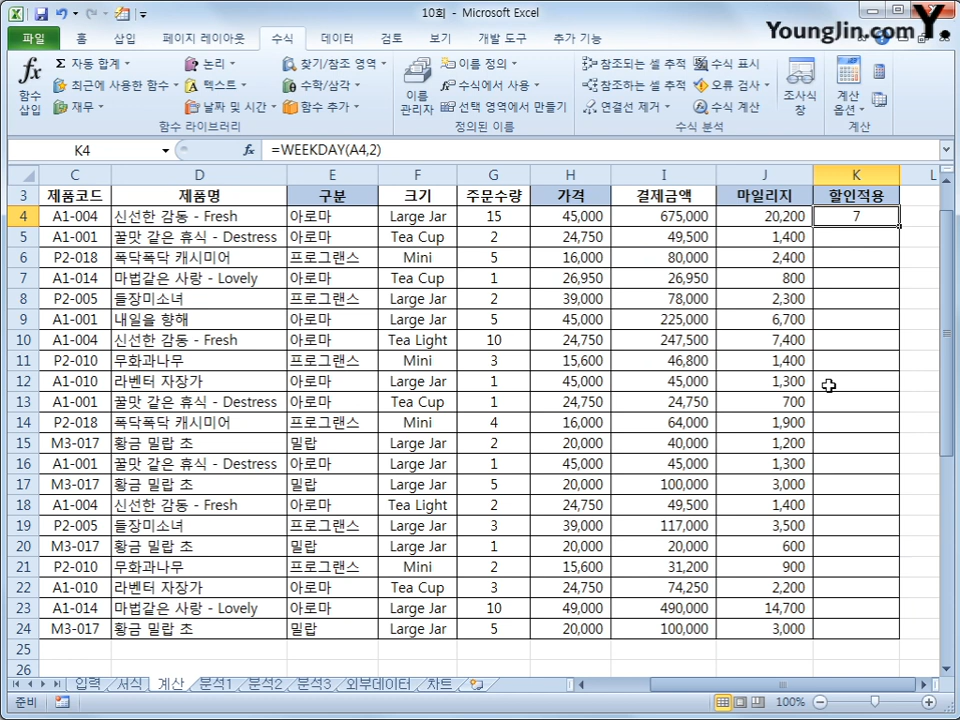 10회 - Microsoft Excel
Younglin.com Y.
파일 홈 삽입 페이지 레이아웃 수식 데이터 검토 보기 개발 도구 추가 기능
fx 함수 삽입
Σ 자동 합계 논리 찾기/참조 영역
최근에 사용한 함수 텍스트 수학/삼각
재무 날짜 및 시간 함수 추가
함수 라이브러리
이름 관리자
이름 정의
수식에서 사용
선택 영역에서 만들기
정의된 이름
참조되는 셀 추적 수식 표시
참조하는 셀 추적 오류 검사
연결선 제거 수식 계산
조사식 창
수식 분석
계산 옵션
계산
K4 fx =WEEKDAY(A4,2)
C D E F G H I J K L
3 제품코드 제품명 구분 크기 주문수량 가격 결제금액 마일리지 할인적용
4 A1-004 신선한 감동 - Fresh 아로마 Large Jar 15 45,000 675,000 20,200 7
5 A1-001 꿀맛 같은 휴식 - Destress 아로마 Tea Cup 2 24,750 49,500 1,400
6 P2-018 폭닥폭닥 캐시미어 프로그랜스 Mini 5 16,000 80,000 2,400
7 A1-014 마법같은 사랑 - Lovely 아로마 Tea Cup 1 26,950 26,950 800
8 P2-005 들장미소녀 프로그랜스 Large Jar 2 39,000 78,000 2,300
9 A1-001 내일을 향해 아로마 Large Jar 5 45,000 225,000 6,700
10 A1-004 신선한 감동 - Fresh 아로마 Tea Light 10 24,750 247,500 7,400
11 P2-010 무화과나무 프로그랜스 Mini 3 15,600 46,800 1,400
12 A1-010 라벤터 자장가 아로마 Large Jar 1 45,000 45,000 1,300
13 A1-001 꿀맛 같은 휴식 - Destress 아로마 Tea Cup 1 24,750 24,750 700
14 P2-018 폭닥폭닥 캐시미어 프로그랜스 Mini 4 16,000 64,000 1,900
15 M3-017 황금 밀랍 초 밀랍 Large Jar 2 20,000 40,000 1,200
16 A1-001 꿀맛 같은 휴식 - Destress 아로마 Large Jar 1 45,000 45,000 1,300
17 M3-017 황금 밀랍 초 밀랍 Large Jar 5 20,000 100,000 3,000
18 A1-004 신선한 감동 - Fresh 아로마 Tea Light 2 24,750 49,500 1,400
19 P2-005 들장미소녀 프로그랜스 Large Jar 3 39,000 117,000 3,500
20 M3-017 황금 밀랍 초 밀랍 Large Jar 1 20,000 20,000 600
21 P2-010 무화과나무 프로그랜스 Mini 2 15,600 31,200 900
22 A1-010 라벤터 자장가 아로마 Tea Cup 3 24,750 74,250 2,200
23 A1-014 마법같은 사랑 - Lovely 아로마 Large Jar 10 49,000 490,000 14,700
24 M3-017 황금 밀랍 초 밀랍 Large Jar 5 20,000 100,000 3,000
25
26
입력 서식 계산 분석1 분석2 분석3 외부데이터 차트
준비 100%